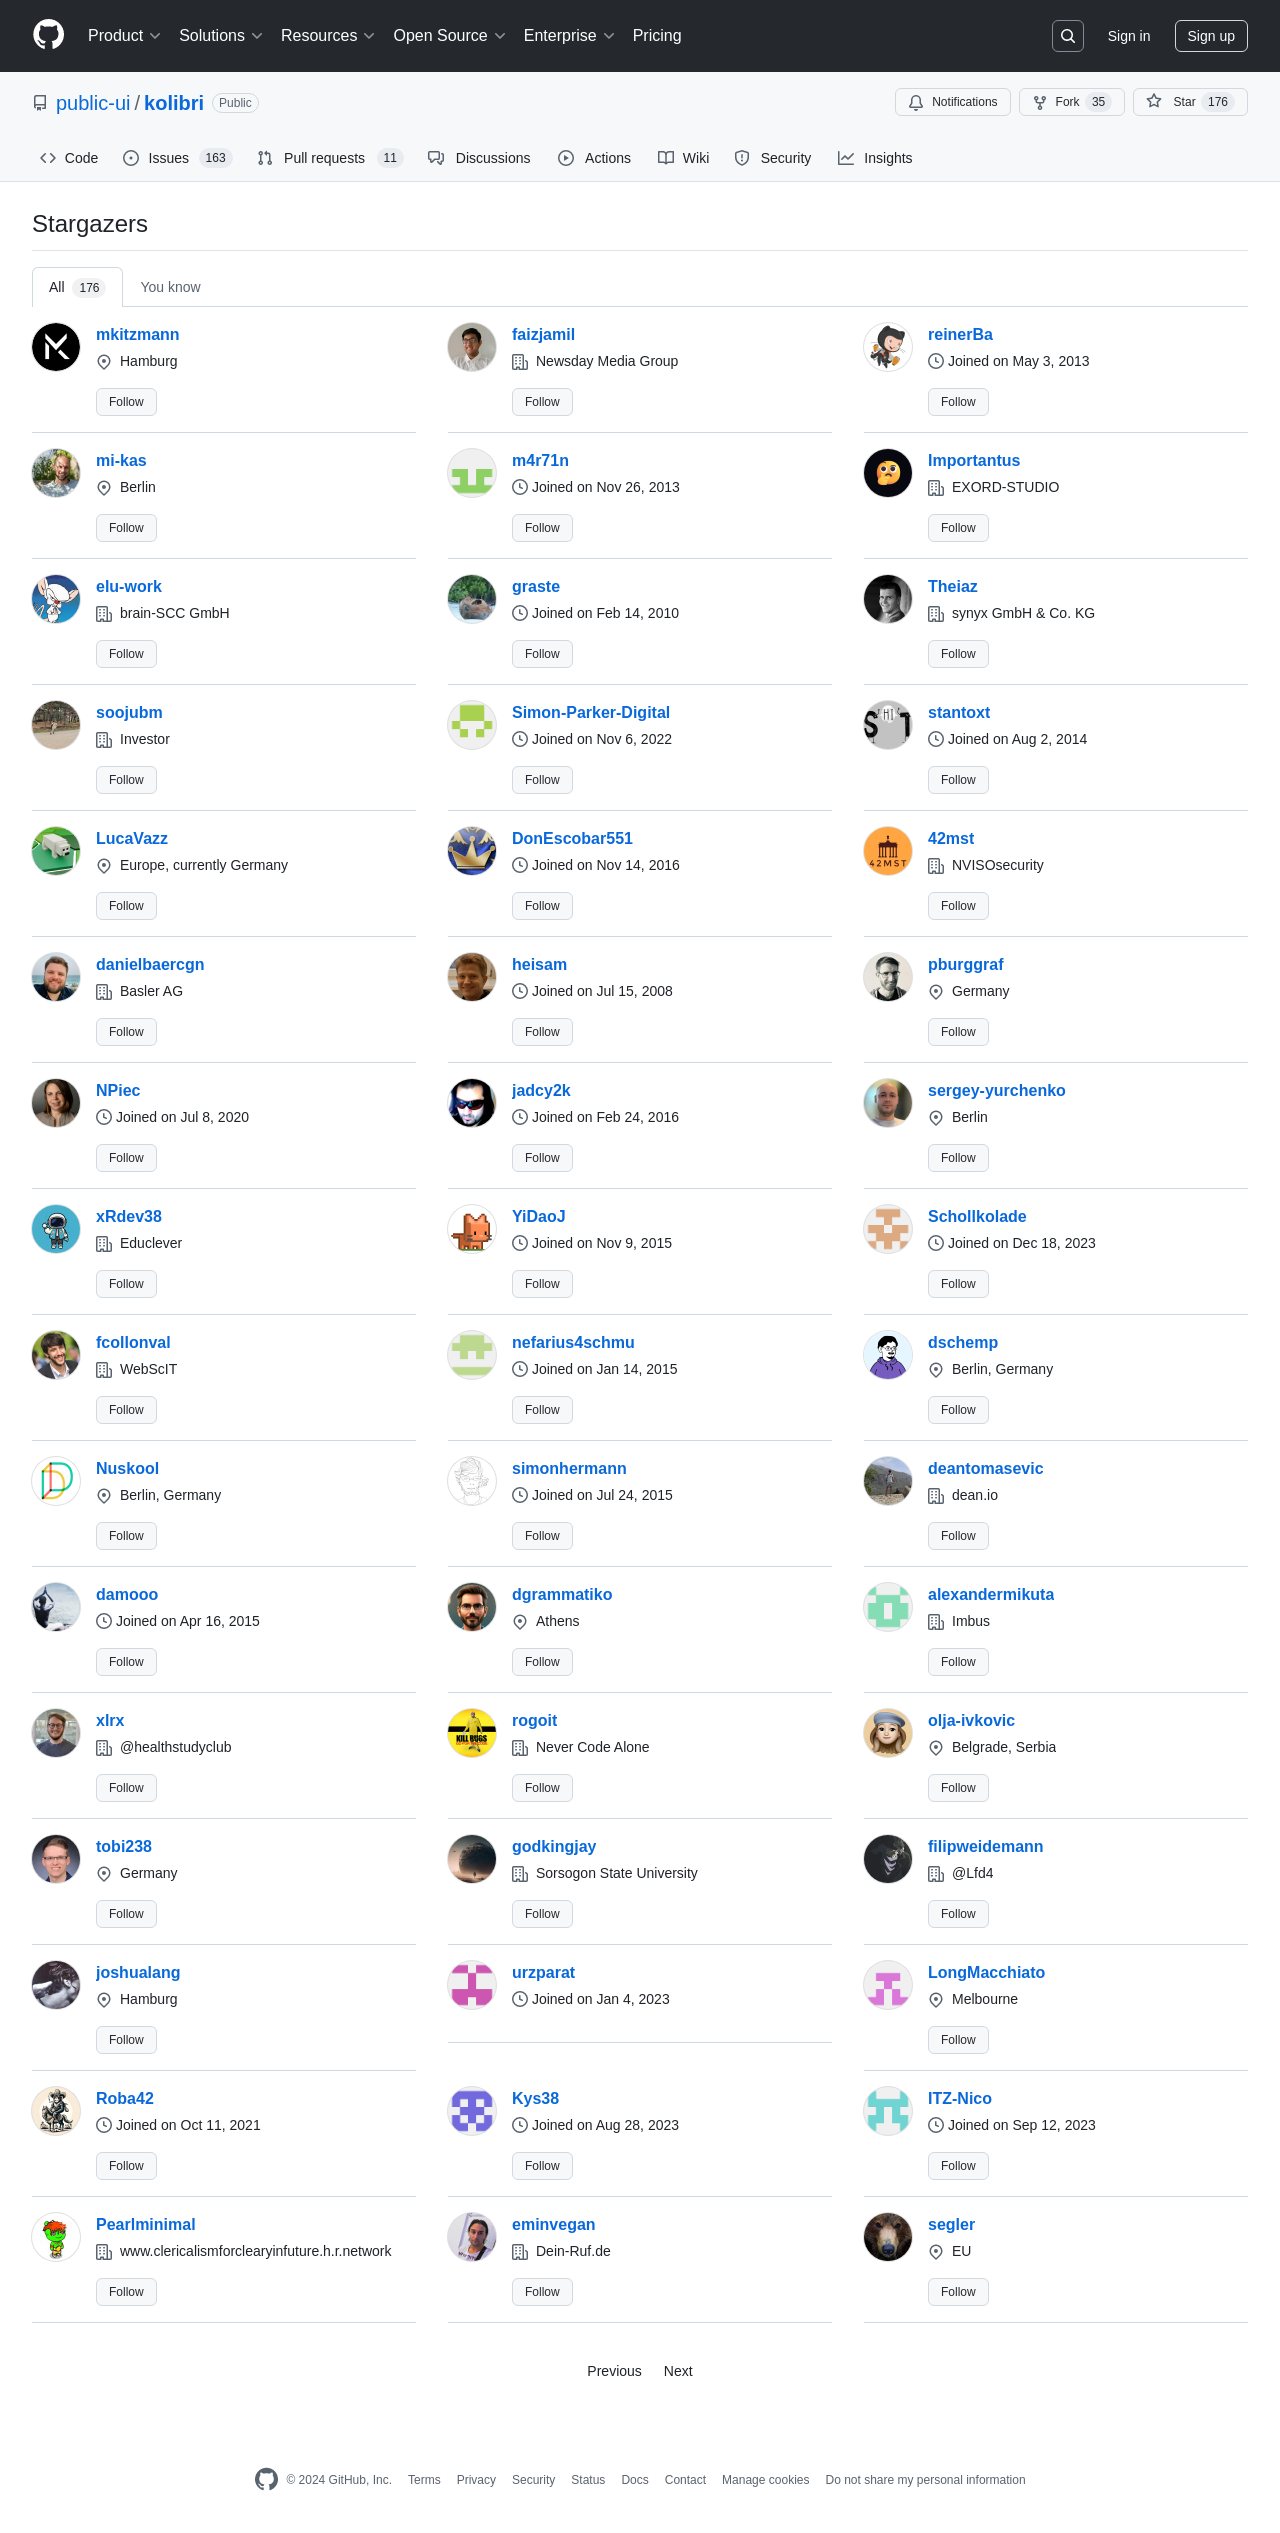 Product Solutions Resources Open Source Enterprise Pricing Sign in Sign up
public-ui / kolibri Public Notifications Fork 35 Star 176
Code Issues 163 Pull requests 11 Discussions Actions Wiki Security Insights
Stargazers
All 176 You know
mkitzmann faizjamil reinerBa
Hamburg Newsday Media Group Joined on May 3, 2013
Follow Follow Follow
mi-kas m4r71n Importantus
Berlin Joined on Nov 26, 2013 EXORD-STUDIO
Follow Follow Follow
elu-work graste Theiaz
brain-SCC GmbH Joined on Feb 14, 2010 synyx GmbH & Co. KG
Follow Follow Follow
soojubm Simon-Parker-Digital stantoxt
Investor Joined on Nov 6, 2022 Joined on Aug 2, 2014
Follow Follow Follow
LucaVazz DonEscobar551 42mst
Europe, currently Germany Joined on Nov 14, 2016 NVISOsecurity
42MST
Follow Follow Follow
danielbaercgn heisam pburggraf
Basler AG Joined on Jul 15, 2008 Germany
Follow Follow Follow
NPiec jadcy2k sergey-yurchenko
Joined on Jul 8, 2020 Joined on Feb 24, 2016 Berlin
Follow Follow Follow
xRdev38 YiDaoJ Schollkolade
Educlever Joined on Nov 9, 2015 Joined on Dec 18, 2023
Follow Follow Follow
fcollonval nefarius4schmu dschemp
WebScIT Joined on Jan 14, 2015 Berlin, Germany
Follow Follow Follow
Nuskool simonhermann deantomasevic
Berlin, Germany Joined on Jul 24, 2015 dean.io
Follow Follow Follow
damooo dgrammatiko alexandermikuta
Joined on Apr 16, 2015 Athens Imbus
Follow Follow Follow
xlrx rogoit olja-ivkovic
KILL BUGS
@healthstudyclub Never Code Alone Belgrade, Serbia
Follow Follow Follow
tobi238 godkingjay filipweidemann
Germany Sorsogon State University @Lfd4
Follow Follow Follow
joshualang urzparat LongMacchiato
Hamburg Joined on Jan 4, 2023 Melbourne
Follow Follow
Roba42 Kys38 ITZ-Nico
Joined on Oct 11, 2021 Joined on Aug 28, 2023 Joined on Sep 12, 2023
Follow Follow Follow
Pearlminimal eminvegan segler
www.clericalismforclearyinfuture.h.r.network Dein-Ruf.de EU
Follow Follow Follow
Previous Next
© 2024 GitHub, Inc. Terms Privacy Security Status Docs Contact Manage cookies Do not share my personal information